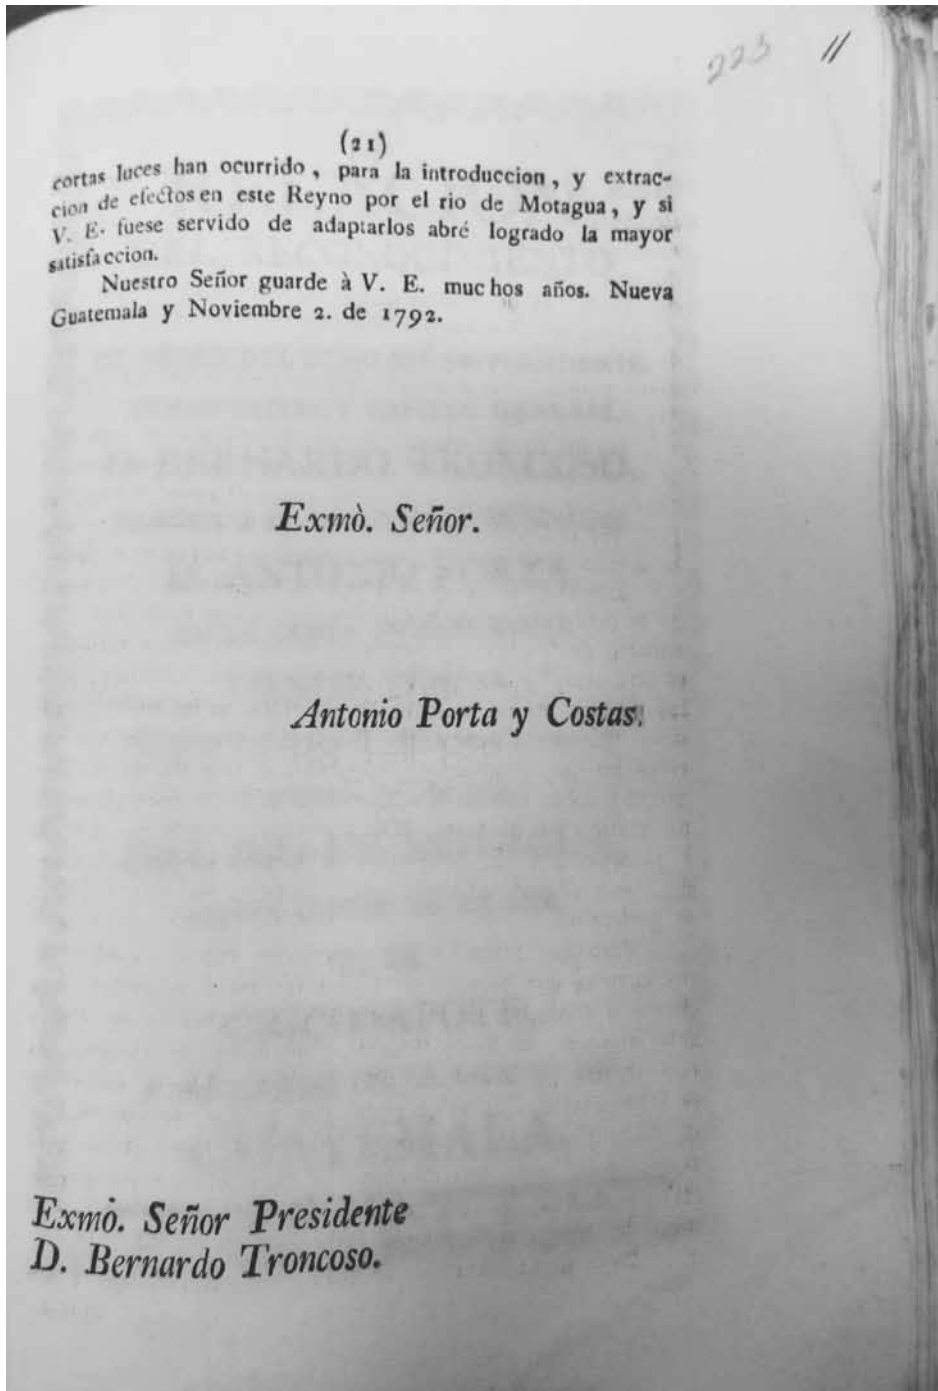 223 11
(21)
cortas luces han ocurrido, para la introduccion, y extrac-
cion de efectos en este Reyno por el rio de Motagua, y si
V. E. fuese servido de adaptarlos abré logrado la mayor
satisfaccion.
Nuestro Señor guarde à V. E. muchos años. Nueva
Guatemala y Noviembre 2. de 1792.
Exmò. Señor.
Antonio Porta y Costas.
Exmò. Señor Presidente
D. Bernardo Troncoso.